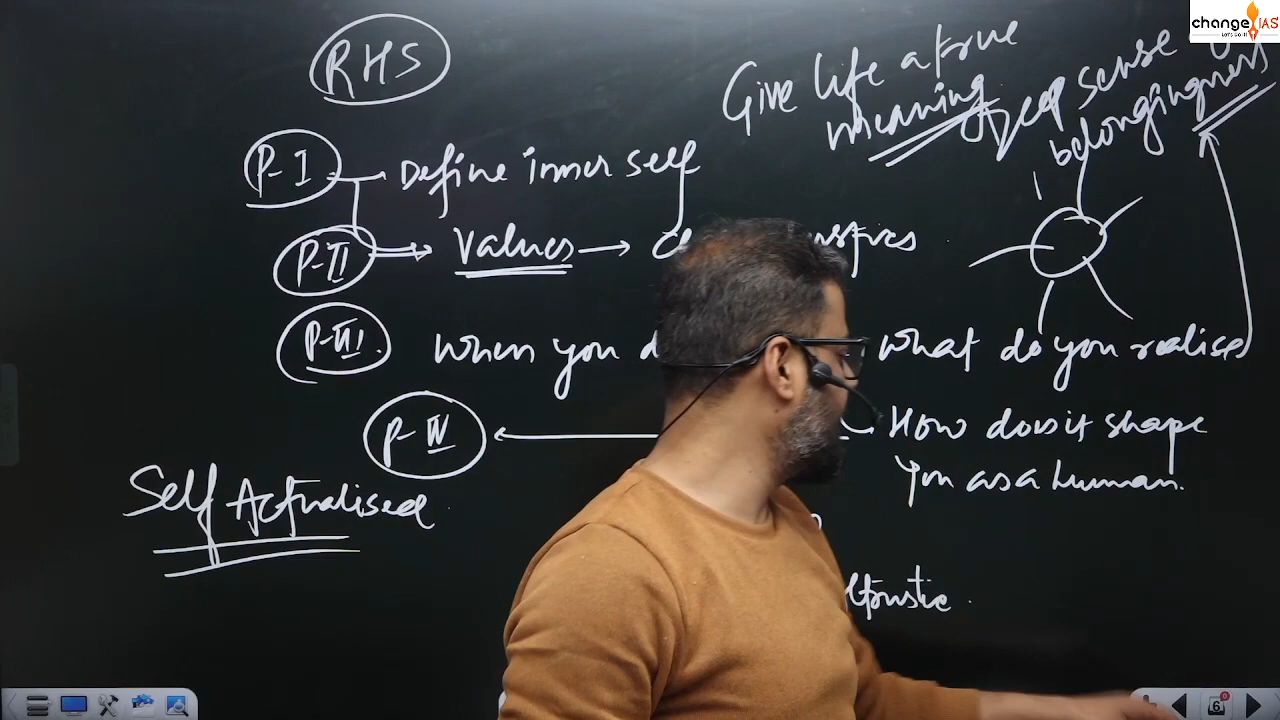 change IAS
RHS
Give life a true
meaning
Deep sense
belongingness
P-I Define inner self
P-II Values
P-III When you what do you realise
P-IV How does it shape
you as a human.
Self Actualised